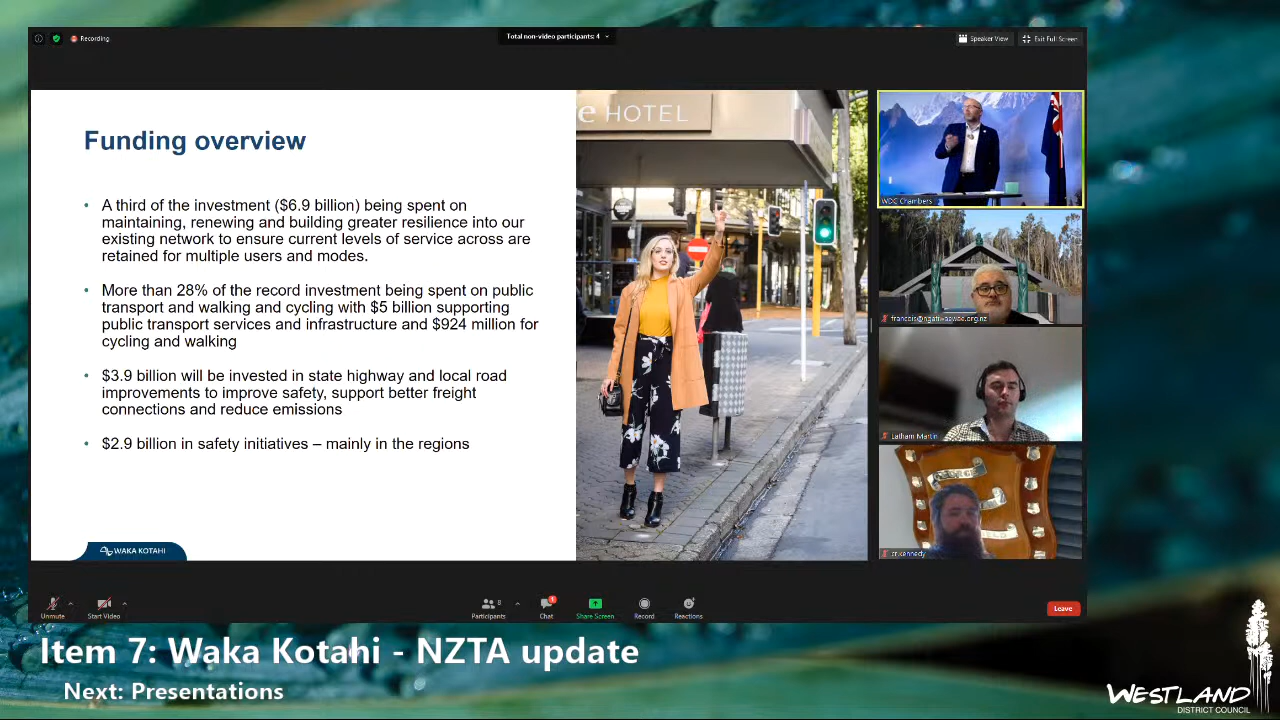 Recording
Total non-video participants: 4
Speaker View
Exit Full Screen
Funding overview
• A third of the investment ($6.9 billion) being spent on
maintaining, renewing and building greater resilience into our
existing network to ensure current levels of service across are
retained for multiple users and modes.
• More than 28% of the record investment being spent on public
transport and walking and cycling with $5 billion supporting
public transport services and infrastructure and $924 million for
cycling and walking
• $3.9 billion will be invested in state highway and local road
improvements to improve safety, support better freight
connections and reduce emissions
• $2.9 billion in safety initiatives – mainly in the regions
WAKA KOTAHI
e HOTEL
WDC Chambers
francois@ngatiwaewae.org.nz
Latham Martin
cr.kennedy
Unmute
Start Video
Participants
8
Chat
1
Share Screen
Record
Reactions
Leave
Item 7: Waka Kotahi - NZTA update
Next: Presentations
WESTLAND
DISTRICT COUNCIL